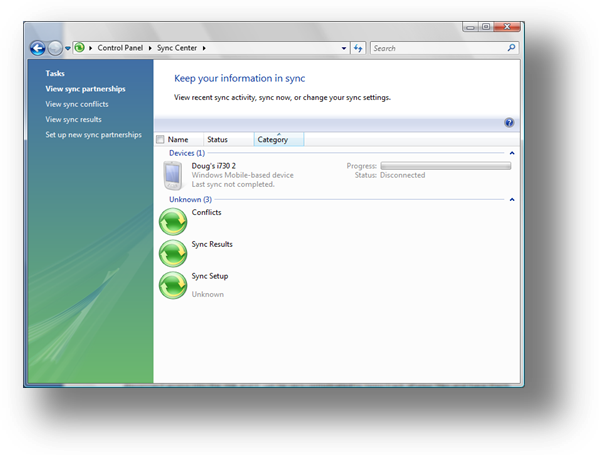 Control Panel Sync Center
Search
Tasks
View sync partnerships
View sync conflicts
View sync results
Set up new sync partnerships
Keep your information in sync
View recent sync activity, sync now, or change your sync settings.
Name Status Category
Devices (1)
Doug's i730 2
Windows Mobile-based device
Last sync not completed.
Progress:
Status: Disconnected
Unknown (3)
Conflicts
Sync Results
Sync Setup
Unknown